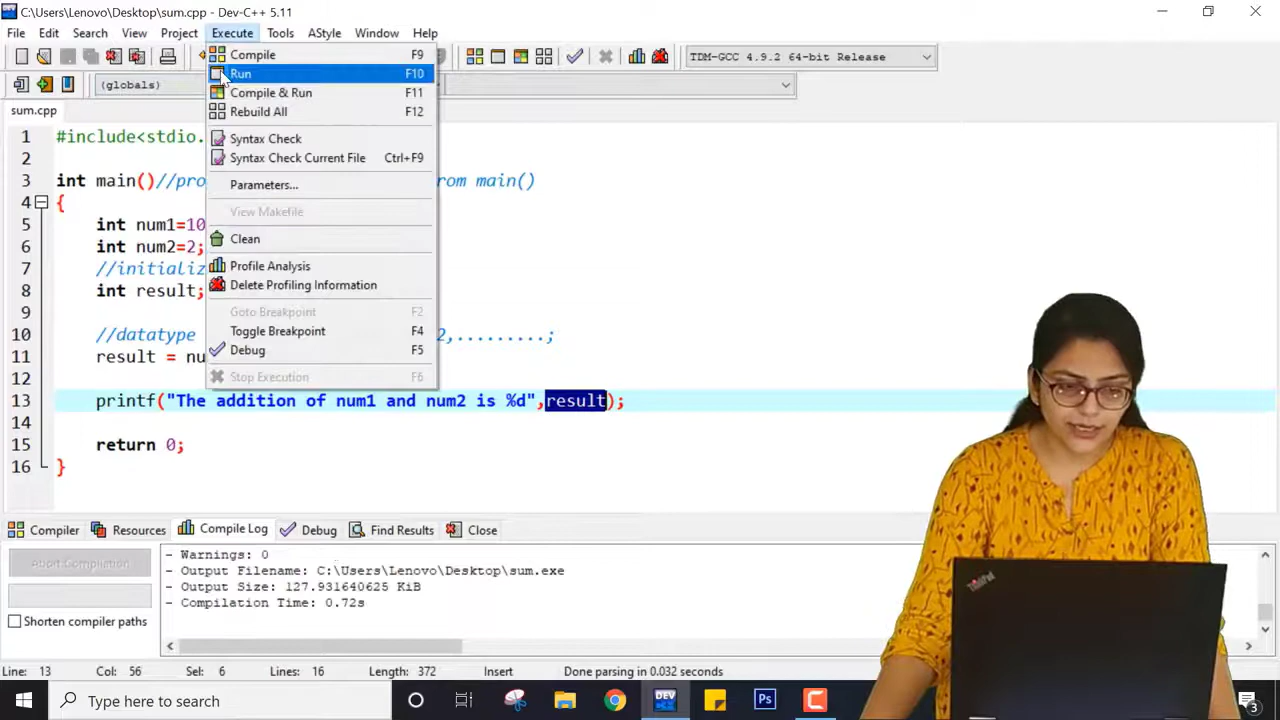 C:\Users\Lenovo\Desktop\sum.cpp - Dev-C++ 5.11
File Edit Search View Project Execute Tools AStyle Window Help
Compile F9
Run F10
Compile & Run F11
Rebuild All F12
Syntax Check
Syntax Check Current File Ctrl+F9
Parameters...
View Makefile
Clean
Profile Analysis
Delete Profiling Information
Goto Breakpoint F2
Toggle Breakpoint F4
Debug F5
Stop Execution F6
TDM-GCC 4.9.2 64-bit Release
(globals)
sum.cpp
1 #include<stdio.
2
3 int main()//pro rom main()
4 {
5 int num1=10
6 int num2=2;
7 //initializ
8 int result;
9
10 //datatype 2,.........;
11 result = nu
12
13 printf("The addition of num1 and num2 is %d",result);
14
15 return 0;
16 }
Compiler Resources Compile Log Debug Find Results Close
Abort Compilation
Shorten compiler paths
- Warnings: 0
- Output Filename: C:\Users\Lenovo\Desktop\sum.exe
- Output Size: 127.931640625 KiB
- Compilation Time: 0.72s
Line: 13 Col: 56 Sel: 6 Lines: 16 Length: 372 Insert Done parsing in 0.032 seconds
ThinkPad
Type here to search
DEV
Ps
3